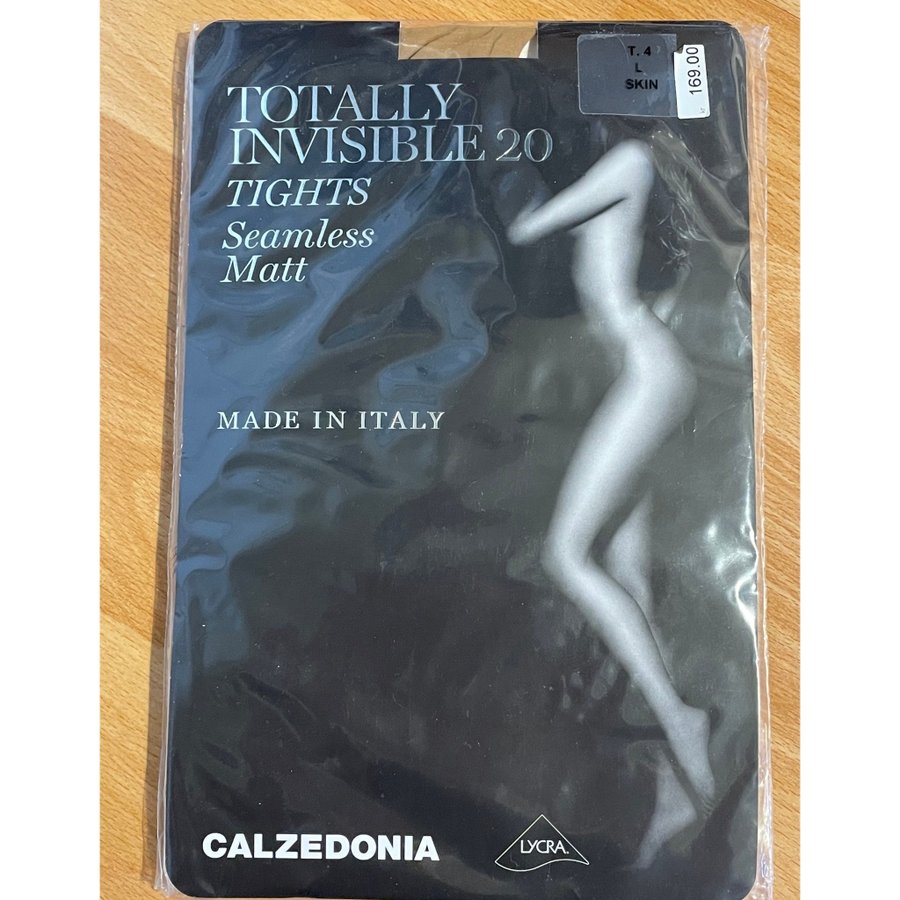 T. 4
L
SKIN
169.00
TOTALLY
INVISIBLE 20
TIGHTS
Seamless
Matt
MADE IN ITALY
CALZEDONIA
LYCRA.